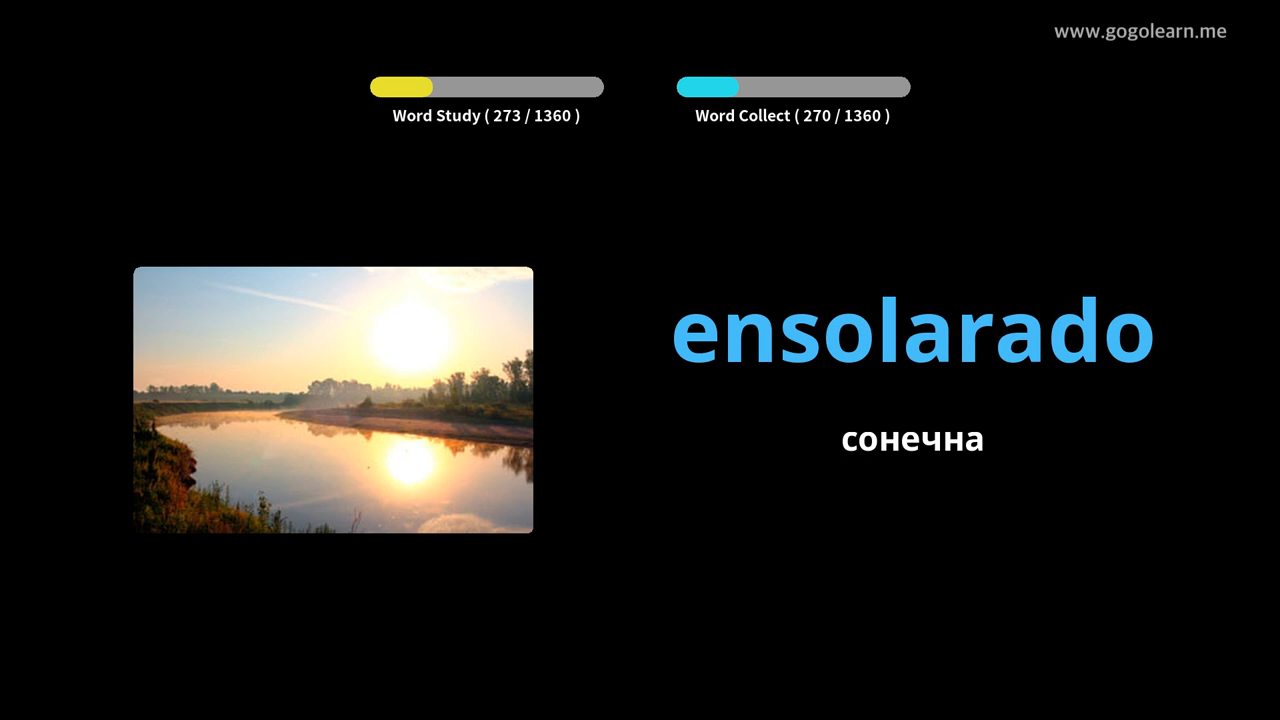 www.gogolearn.me
Word Study ( 273 / 1360 )
Word Collect ( 270 / 1360 )
ensolarado
сонечна